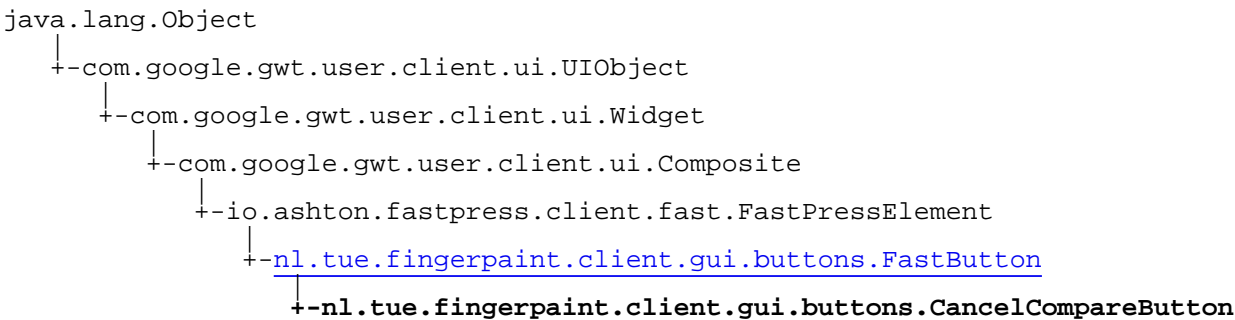 java.lang.Object
+-com.google.gwt.user.client.ui.UIObject
+-com.google.gwt.user.client.ui.Widget
+-com.google.gwt.user.client.ui.Composite
+-io.ashton.fastpress.client.fast.FastPressElement
+-nl.tue.fingerpaint.client.gui.buttons.FastButton
+-nl.tue.fingerpaint.client.gui.buttons.CancelCompareButton